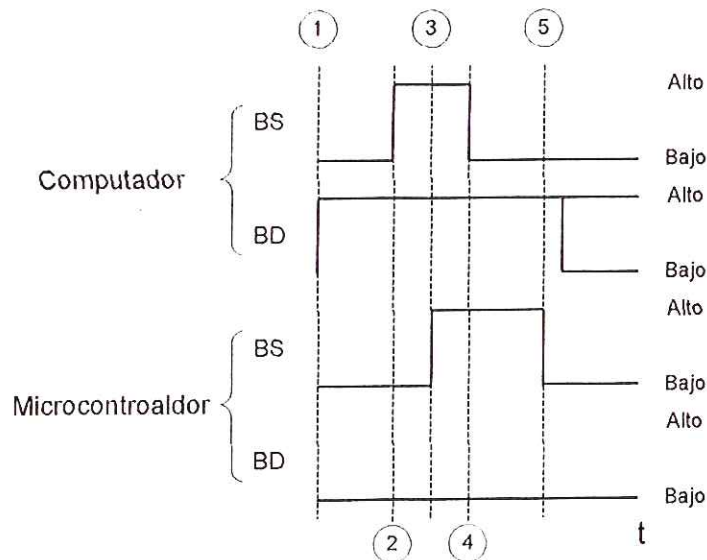 1
3
5
Alto
BS
Bajo
Computador
Alto
BD
Bajo
Alto
BS
Bajo
Microcontroaldor
Alto
BD
Bajo
t
2
4